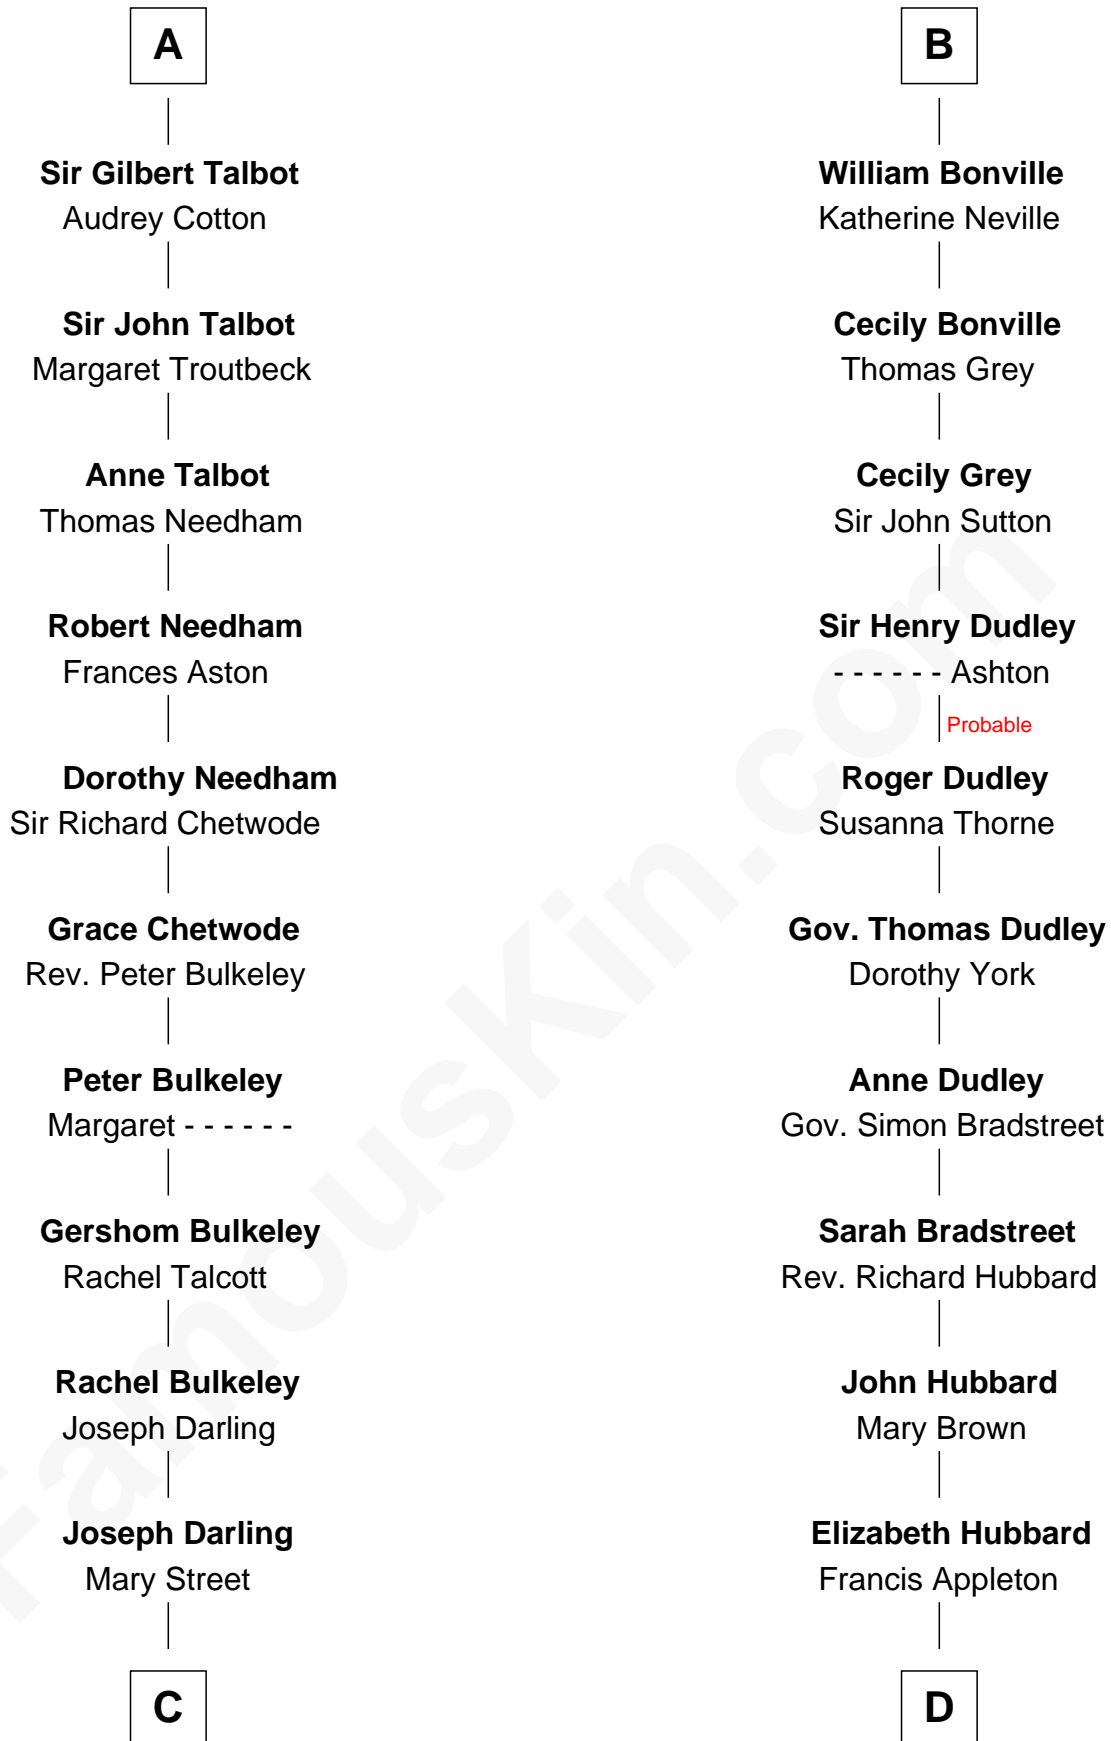 A
Sir Gilbert Talbot
Audrey Cotton
Sir John Talbot
Margaret Troutbeck
Anne Talbot
Thomas Needham
Robert Needham
Frances Aston
Dorothy Needham
Sir Richard Chetwode
Grace Chetwode
Rev. Peter Bulkeley
Peter Bulkeley
Margaret - - - - - -
Gershom Bulkeley
Rachel Talcott
Rachel Bulkeley
Joseph Darling
Joseph Darling
Mary Street
C
B
William Bonville
Katherine Neville
Cecily Bonville
Thomas Grey
Cecily Grey
Sir John Sutton
Sir Henry Dudley
- - - - - - Ashton
Probable
Roger Dudley
Susanna Thorne
Gov. Thomas Dudley
Dorothy York
Anne Dudley
Gov. Simon Bradstreet
Sarah Bradstreet
Rev. Richard Hubbard
John Hubbard
Mary Brown
Elizabeth Hubbard
Francis Appleton
D
FamousKin.com